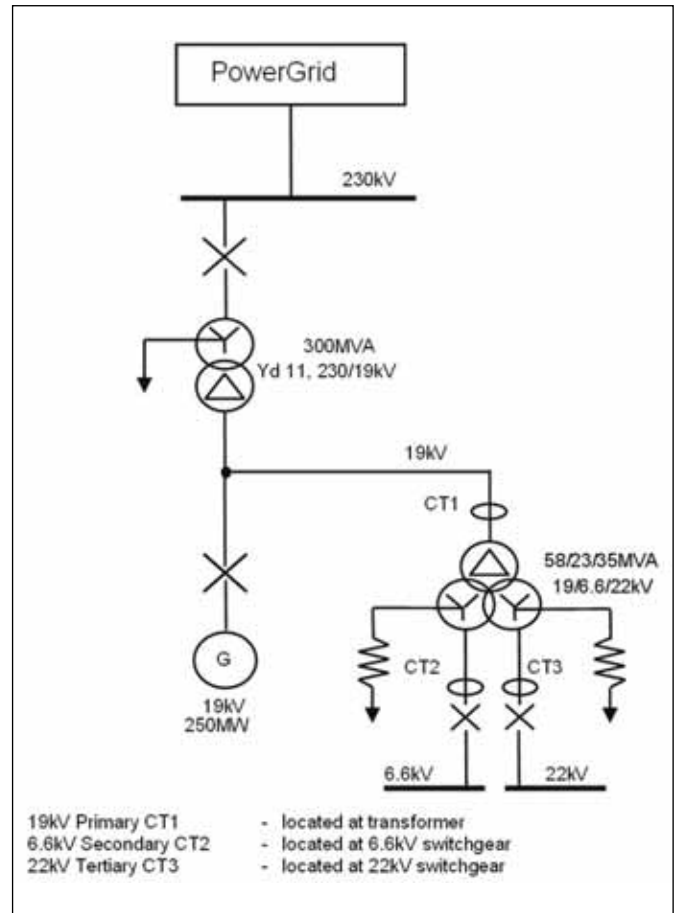 PowerGrid
230kV
300MVA
Yd 11, 230/19kV
19kV
CT1
58/23/35MVA
19/6.6/22kV
CT2
CT3
G
19kV
250MW
6.6kV
22kV
19kV Primary CT1 - located at transformer
6.6kV Secondary CT2 - located at 6.6kV switchgear
22kV Tertiary CT3 - located at 22kV switchgear